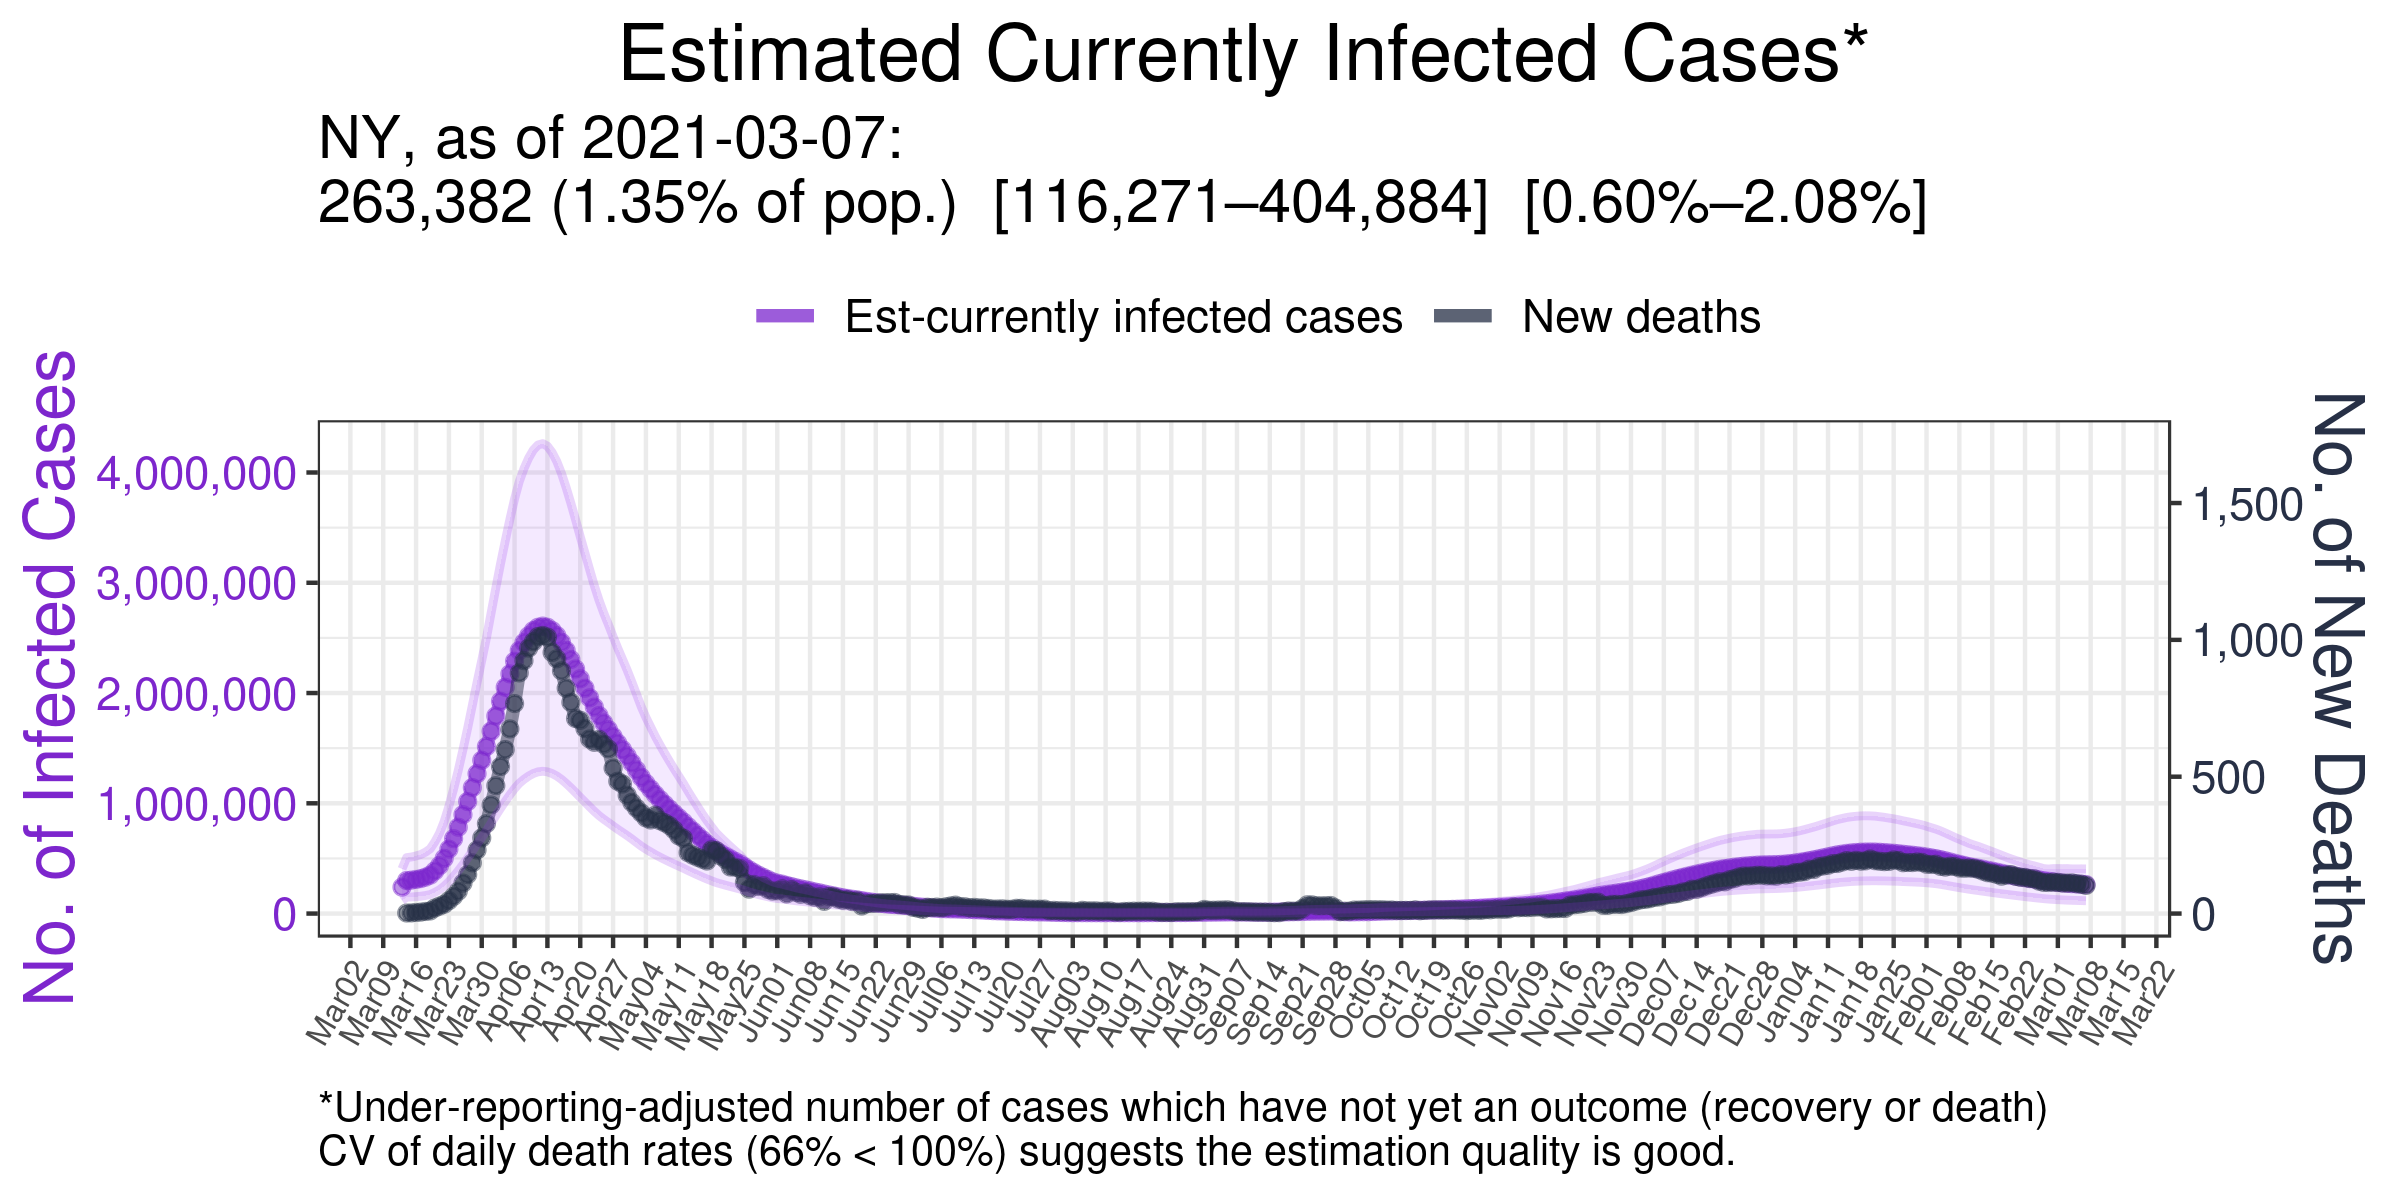 Estimated Currently Infected Cases*
NY, as of 2021-03-07:
263,382 (1.35% of pop.) [116,271–404,884] [0.60%–2.08%]
Est-currently infected cases
New deaths
No. of Infected Cases
4,000,000
3,000,000
2,000,000
1,000,000
0
1,500
1,000
500
0
No. of New Deaths
Mar02
Mar09
Mar16
Mar23
Mar30
Apr06
Apr13
Apr20
Apr27
May04
May11
May18
May25
Jun01
Jun08
Jun15
Jun22
Jun29
Jul06
Jul13
Jul20
Jul27
Aug03
Aug10
Aug17
Aug24
Aug31
Sep07
Sep14
Sep21
Sep28
Oct05
Oct12
Oct19
Oct26
Nov02
Nov09
Nov16
Nov23
Nov30
Dec07
Dec14
Dec21
Dec28
Jan04
Jan11
Jan18
Jan25
Feb01
Feb08
Feb15
Feb22
Mar01
Mar08
Mar15
Mar22
*Under-reporting-adjusted number of cases which have not yet an outcome (recovery or death)
CV of daily death rates (66% < 100%) suggests the estimation quality is good.